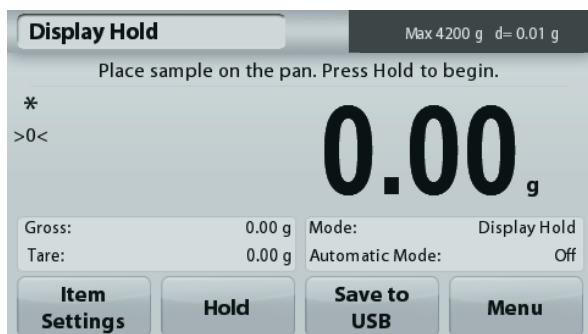 Display Hold
Max 4200 g d= 0.01 g
Place sample on the pan. Press Hold to begin.
*
>0<
0.00 g
Gross: 0.00 g
Tare: 0.00 g
Mode: Display Hold
Automatic Mode: Off
Item
Settings
Hold
Save to
USB
Menu